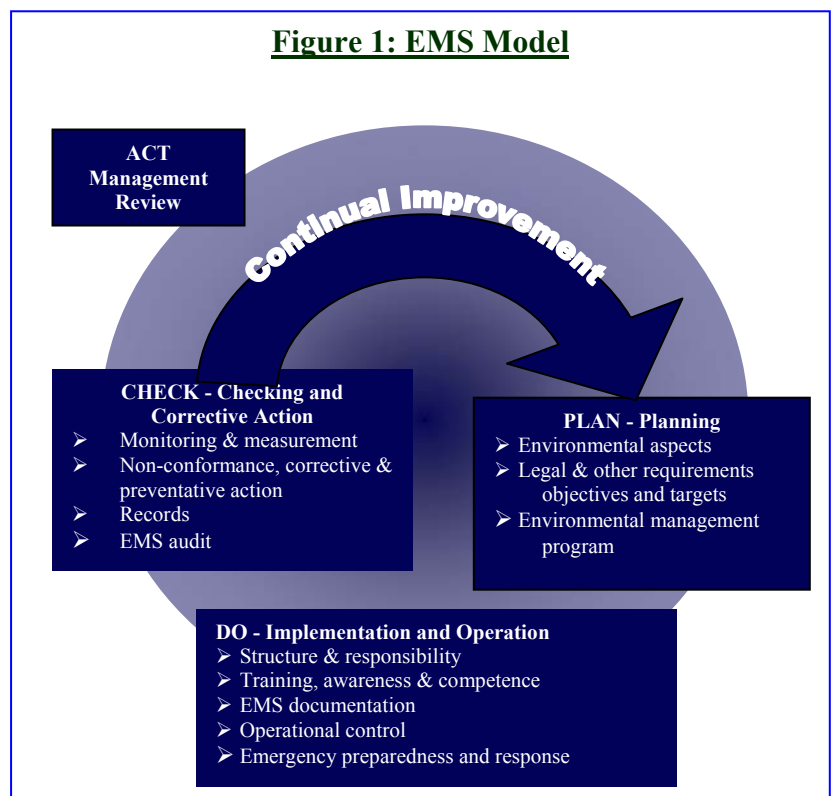 Figure 1: EMS Model
ACT
Management
Review
Continual Improvement
CHECK - Checking and
Corrective Action
➢ Monitoring & measurement
➢ Non-conformance, corrective &
preventative action
➢ Records
➢ EMS audit
PLAN - Planning
➢ Environmental aspects
➢ Legal & other requirements
objectives and targets
➢ Environmental management
program
DO - Implementation and Operation
➢ Structure & responsibility
➢ Training, awareness & competence
➢ EMS documentation
➢ Operational control
➢ Emergency preparedness and response